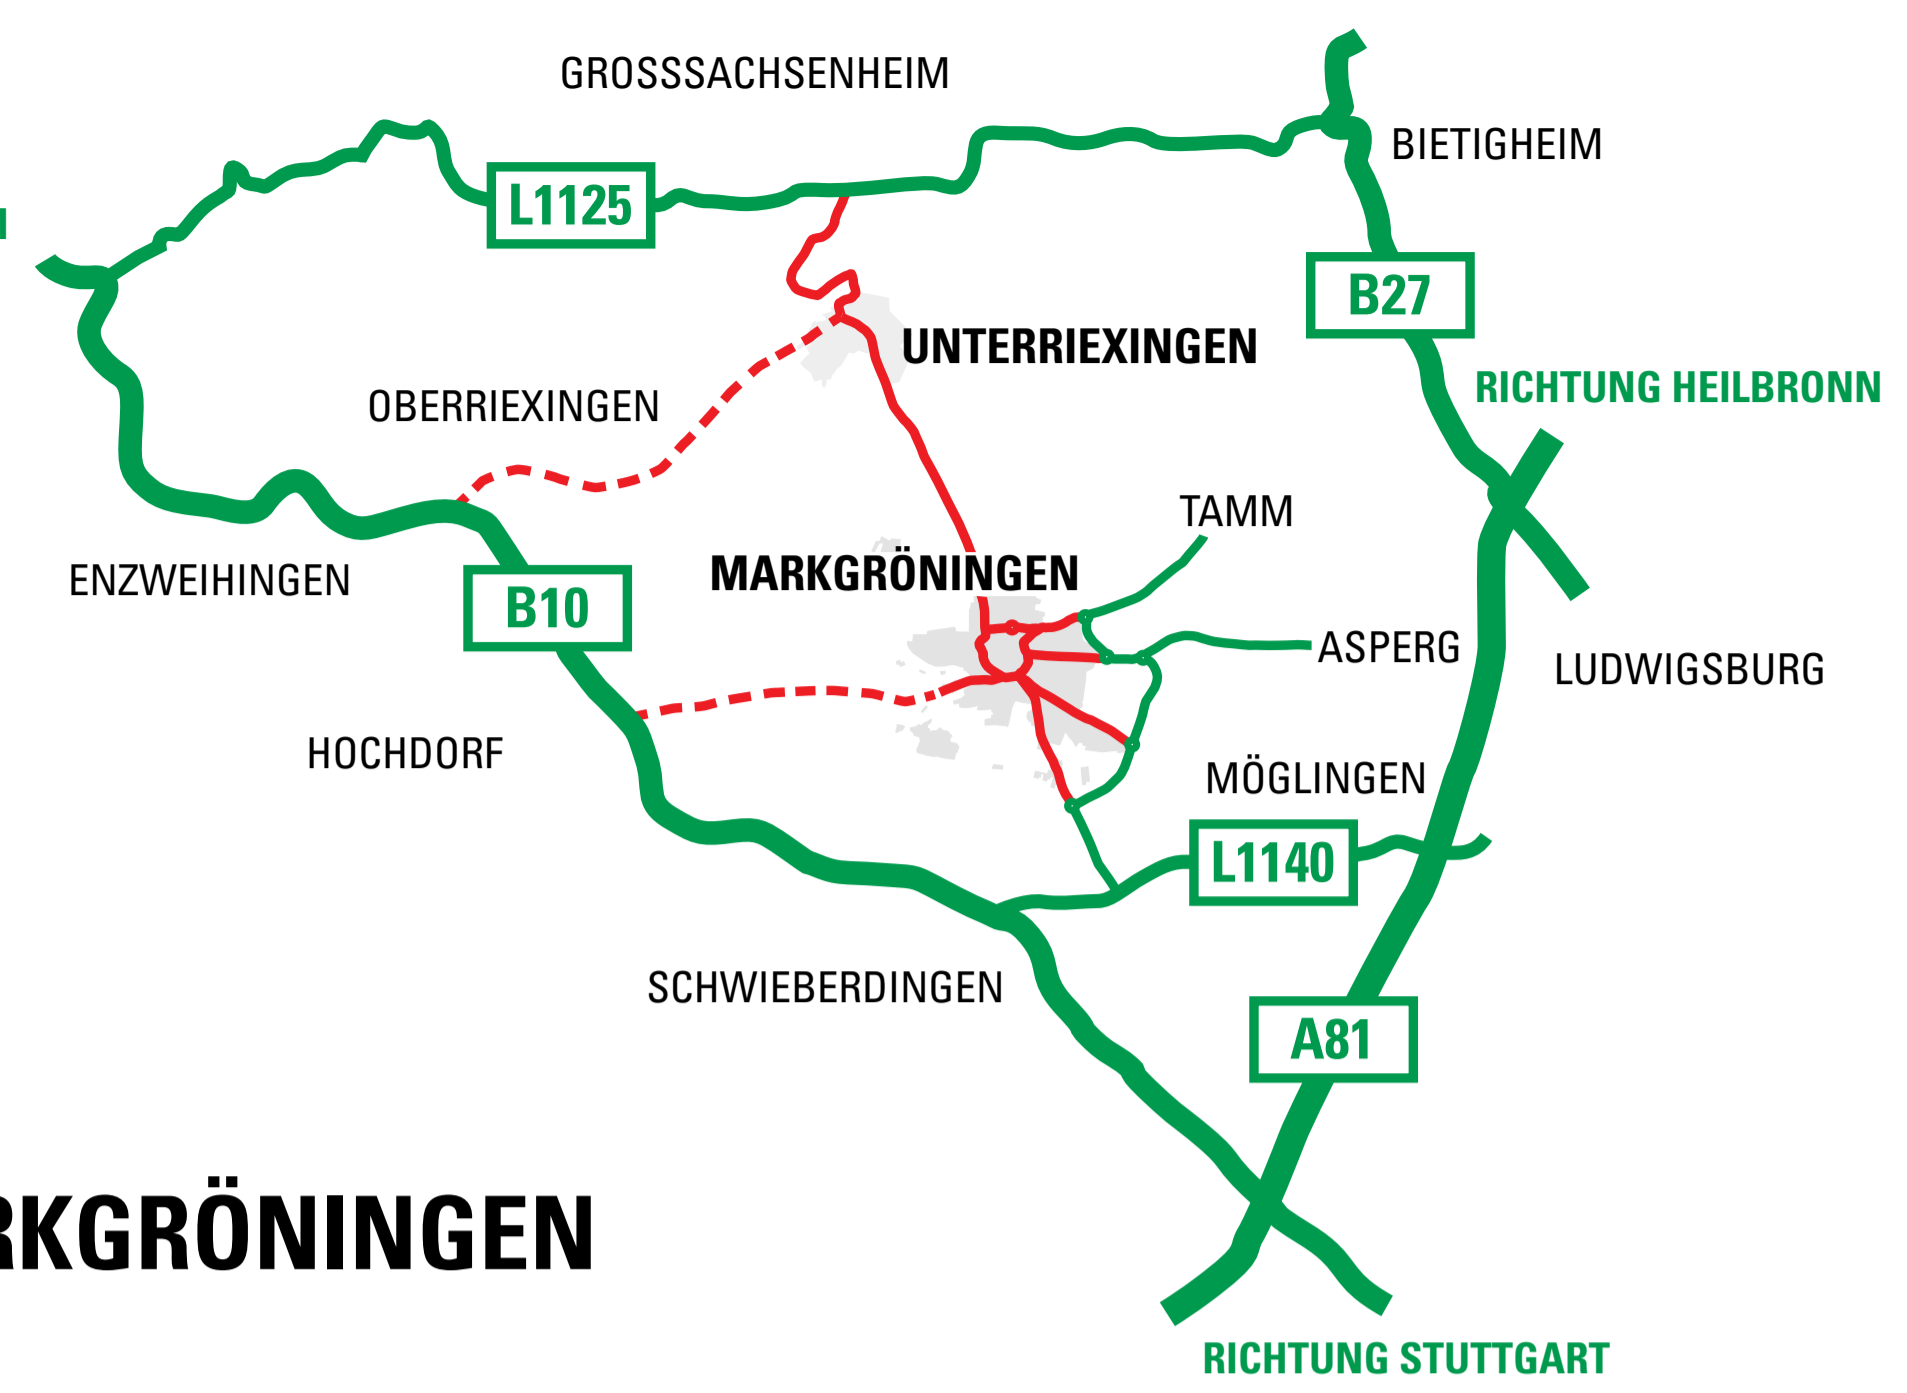 GROSSSACHSENHEIM
BIETIGHEIM
L1125
B27
UNTERRIEXINGEN
RICHTUNG HEILBRONN
OBERRIEXINGEN
TAMM
MARKGRÖNINGEN
ENZWEIHINGEN
B10
ASPERG
LUDWIGSBURG
HOCHDORF
MÖGLINGEN
L1140
SCHWIEBERDINGEN
A81
RKGRÖNINGEN
RICHTUNG STUTTGART